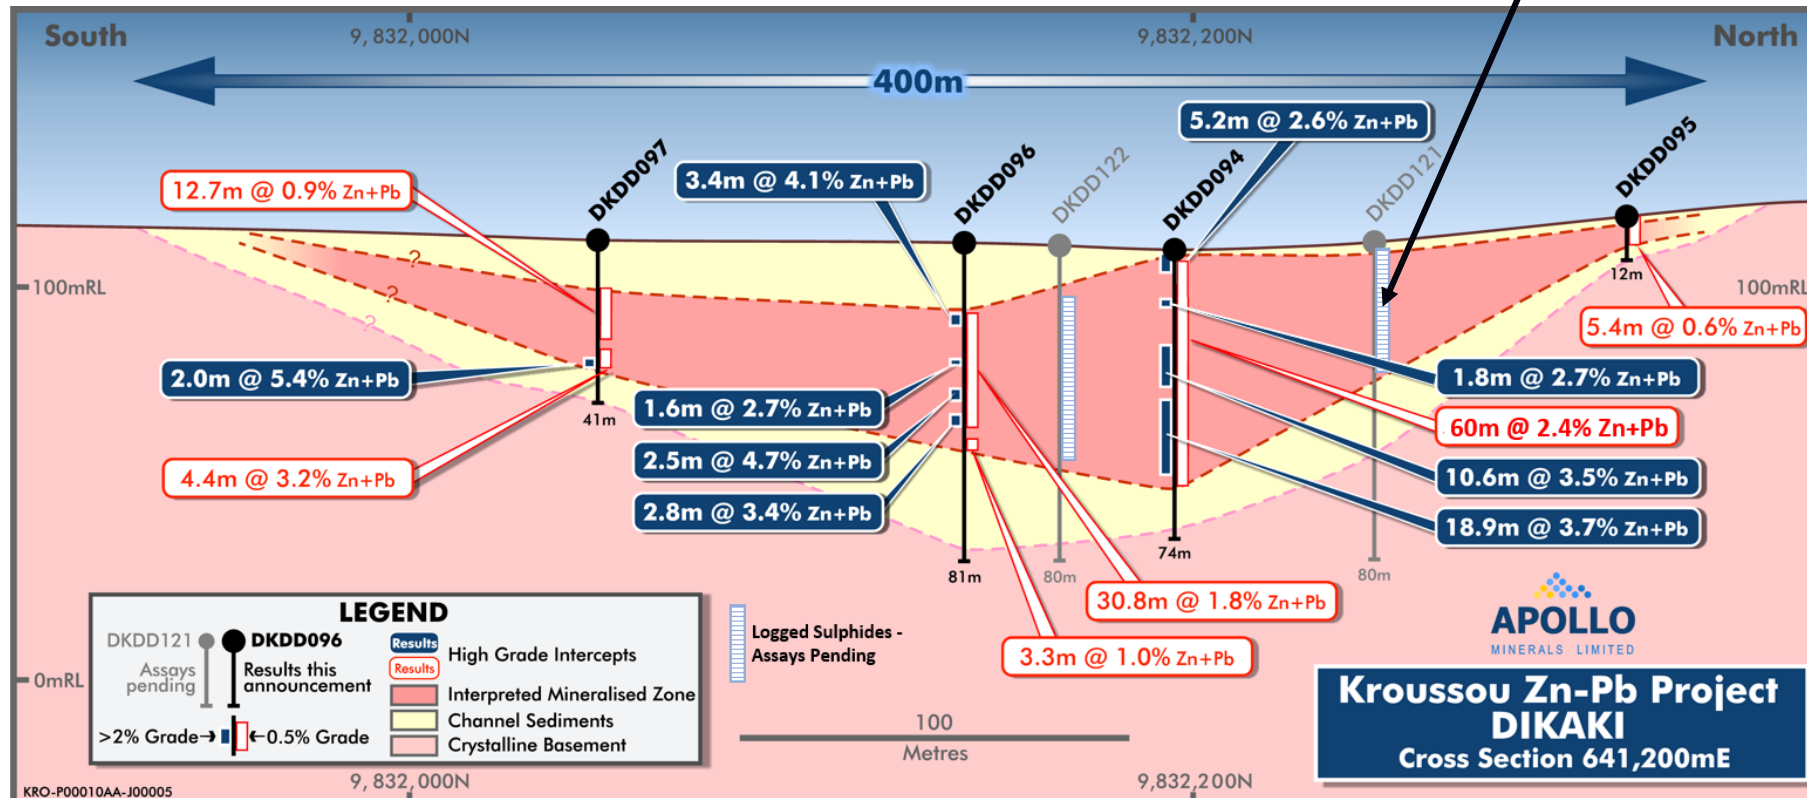 South
9,832,000N
9,832,200N
North
400m
5.2m @ 2.6% Zn+Pb
DKDD097
DKDD096
DKDD122
DKDD094
DKDD121
DKDD095
12.7m @ 0.9% Zn+Pb
3.4m @ 4.1% Zn+Pb
?
?
?
100mRL
100mRL
12m
5.4m @ 0.6% Zn+Pb
2.0m @ 5.4% Zn+Pb
1.8m @ 2.7% Zn+Pb
41m
1.6m @ 2.7% Zn+Pb
60m @ 2.4% Zn+Pb
4.4m @ 3.2% Zn+Pb
2.5m @ 4.7% Zn+Pb
10.6m @ 3.5% Zn+Pb
2.8m @ 3.4% Zn+Pb
18.9m @ 3.7% Zn+Pb
81m
80m
74m
80m
30.8m @ 1.8% Zn+Pb
3.3m @ 1.0% Zn+Pb
0mRL
LEGEND
DKDD121
DKDD096
Assays
pending
Results this
announcement
>2% Grade
0.5% Grade
Results
Results
High Grade Intercepts
Interpreted Mineralised Zone
Channel Sediments
Crystalline Basement
Logged Sulphides -
Assays Pending
100
Metres
APOLLO
MINERALS LIMITED
Kroussou Zn-Pb Project
DIKAKI
Cross Section 641,200mE
KRO-P00010AA-J00005
9,832,000N
9,832,200N